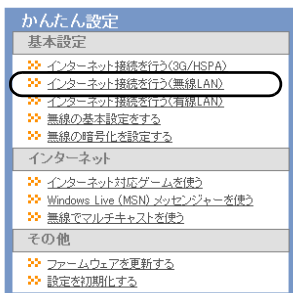 かんたん設定
基本設定
インターネット接続を行う(3G/HSPA)
インターネット接続を行う(無線LAN)
インターネット接続を行う(有線LAN)
無線の基本設定をする
無線の暗号化を設定する
インターネット
インターネット対応ゲームを使う
Windows Live (MSN) メッセンジャーを使う
無線でマルチキャストを使う
その他
ファームウェアを更新する
設定を初期化する